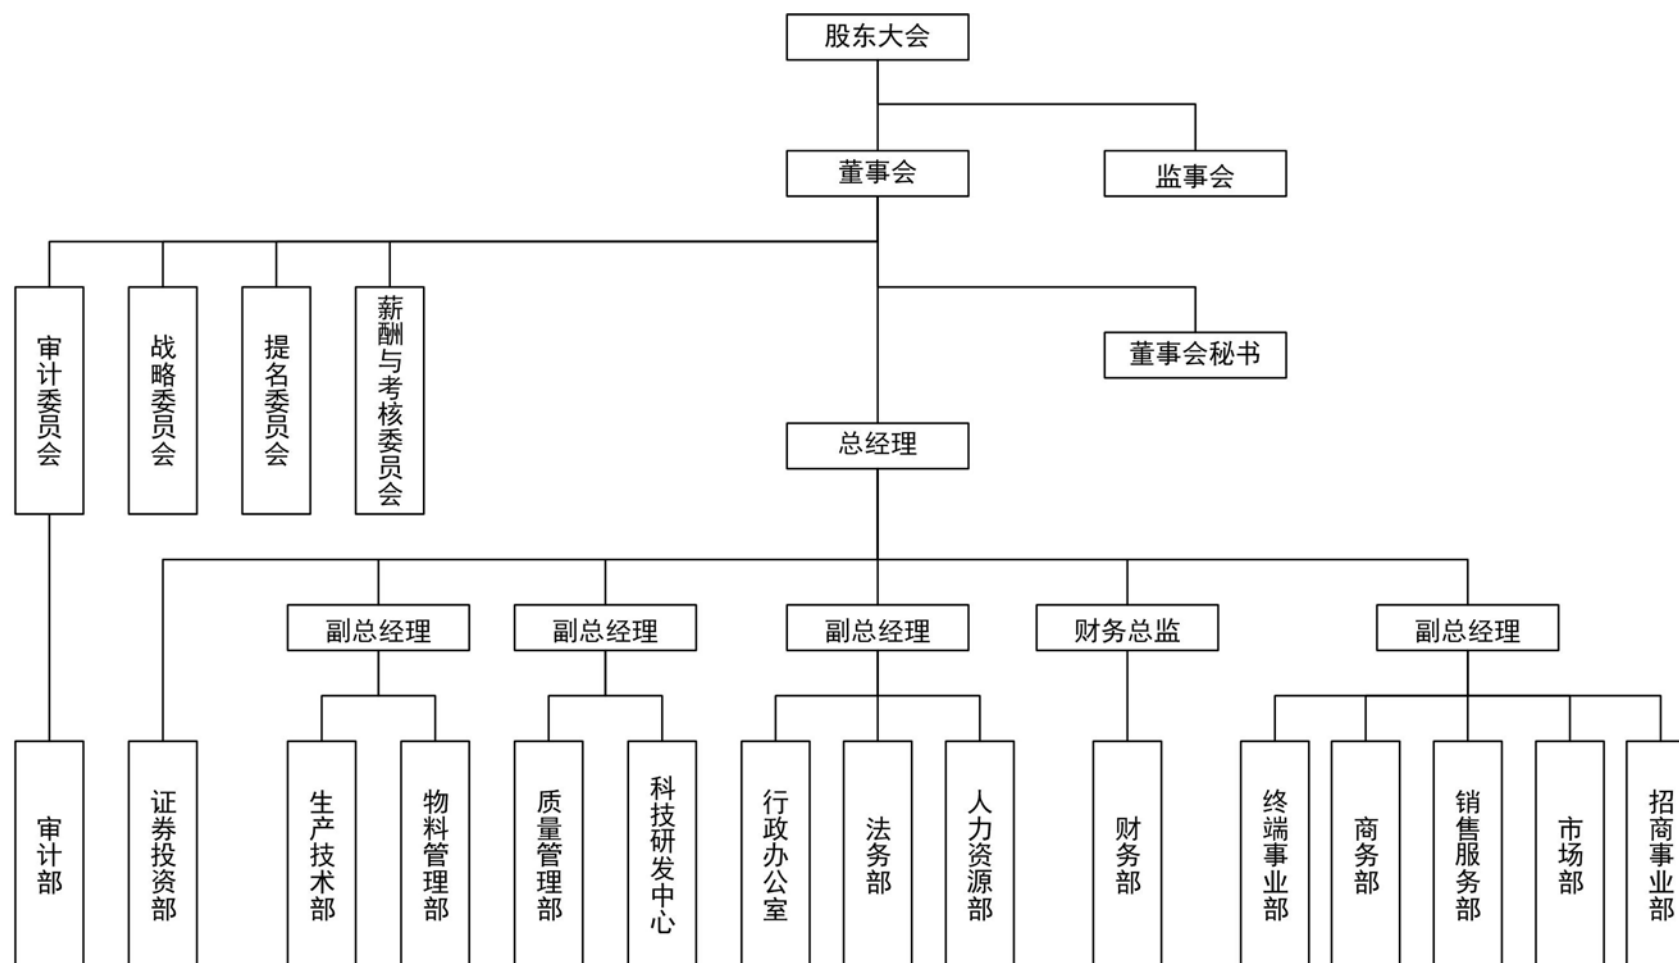 股东大会
董事会
监事会
审计委员会
战略委员会
提名委员会
薪酬与考核委员会
董事会秘书
总经理
副总经理
副总经理
副总经理
财务总监
副总经理
审计部
证券投资部
生产技术部
物料管理部
质量管理部
科技研发中心
行政办公室
法务部
人力资源部
财务部
终端事业部
商务部
销售服务部
市场部
招商事业部